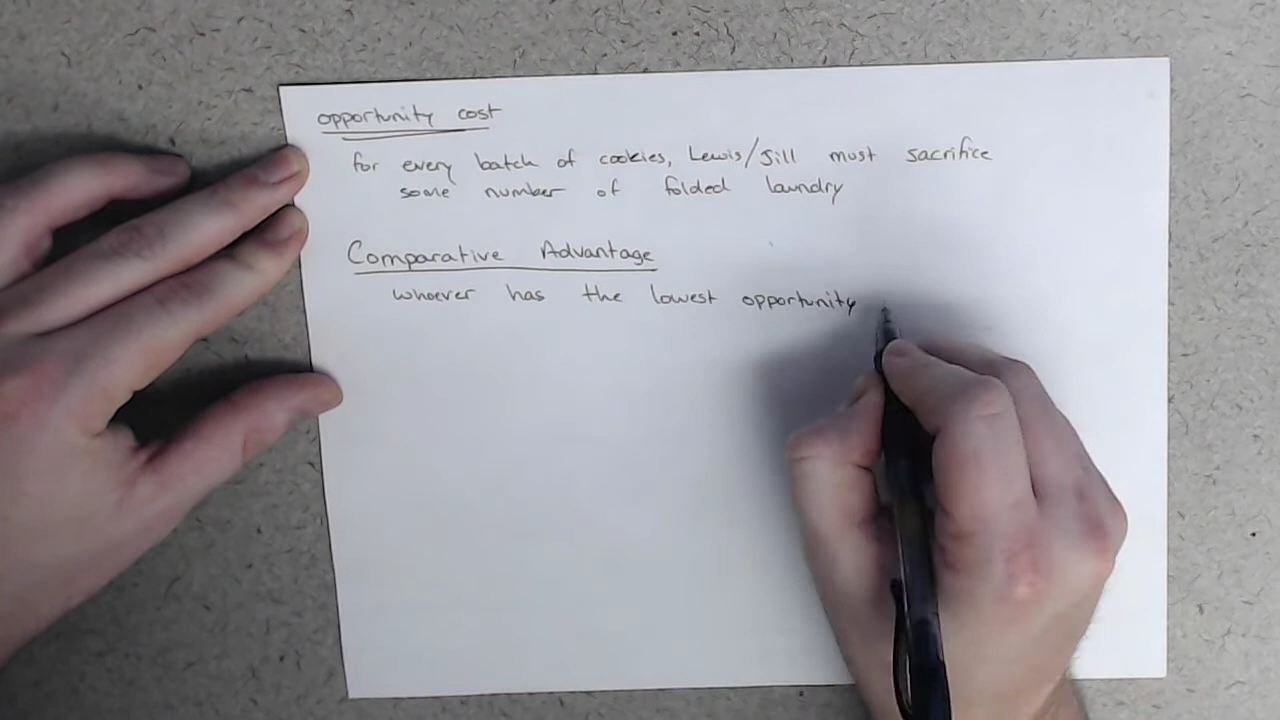 opportunity cost
for every batch of cookies, Lewis/Jill must sacrifice
some number of folded laundry
Comparative Advantage
whoever has the lowest opportunity